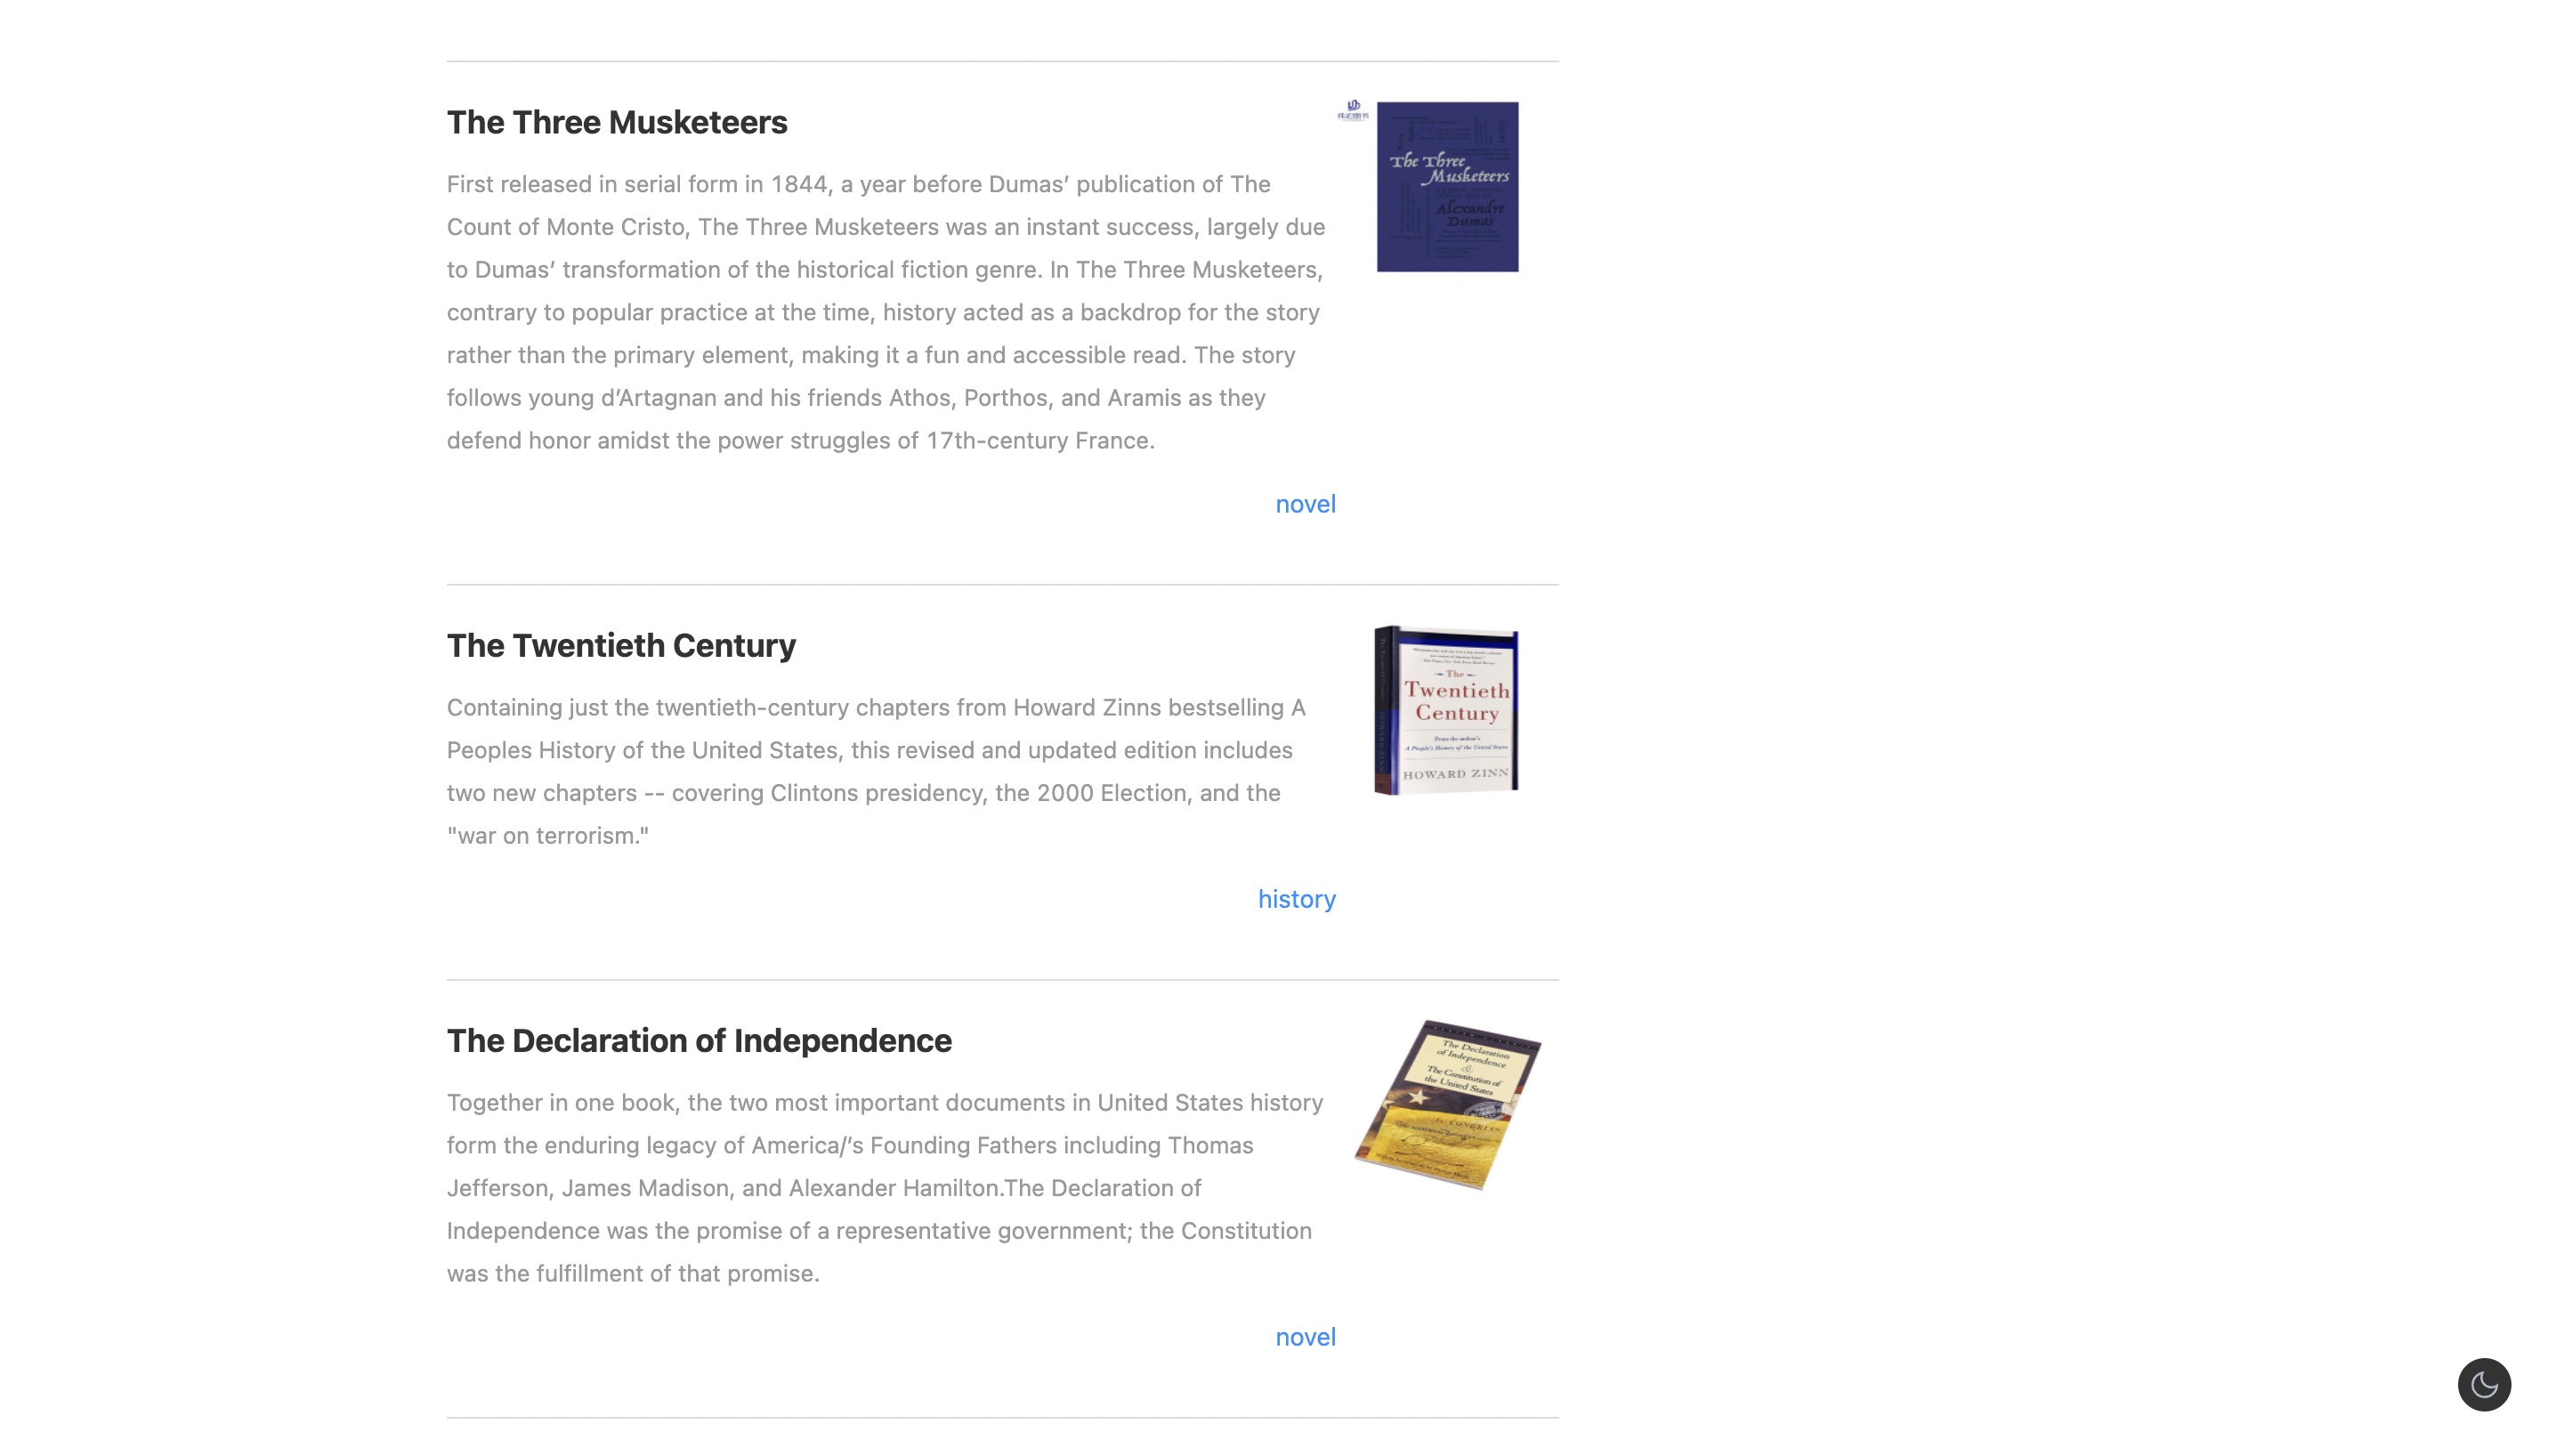 The Three Musketeers
First released in serial form in 1844, a year before Dumas’ publication of The
Count of Monte Cristo, The Three Musketeers was an instant success, largely due
to Dumas’ transformation of the historical fiction genre. In The Three Musketeers,
contrary to popular practice at the time, history acted as a backdrop for the story
rather than the primary element, making it a fun and accessible read. The story
follows young d’Artagnan and his friends Athos, Porthos, and Aramis as they
defend honor amidst the power struggles of 17th-century France.
novel
The Three
Musketeers
Alexandre
Dumas
The Twentieth Century
Containing just the twentieth-century chapters from Howard Zinns bestselling A
Peoples History of the United States, this revised and updated edition includes
two new chapters -- covering Clintons presidency, the 2000 Election, and the
"war on terrorism."
history
The
Twentieth
Century
From the author of
A People's History of the United States
HOWARD ZINN
The Declaration of Independence
Together in one book, the two most important documents in United States history
form the enduring legacy of America/’s Founding Fathers including Thomas
Jefferson, James Madison, and Alexander Hamilton.The Declaration of
Independence was the promise of a representative government; the Constitution
was the fulfillment of that promise.
novel
The Declaration
of Independence
&
The Constitution of
the United States
CONGRESS